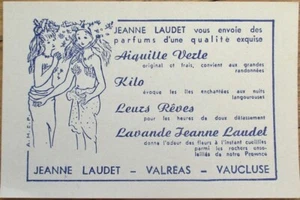 JEANNE LAUDET vous envoie des
parfums d'une qualité exquise
Aiguille Verte
original et frais, convient aux grandes
randonnées
Kilo
évoque les îles enchantées aux nuits
langoureuses
Leurs Rêves
pour les heures de doux délassement
Lavande Jeanne Laudet
donne l'odeur des fleurs à l'instant cueillies
parmi les rochers enso-
leillés de notre Provence
JEANNE LAUDET - VALREAS - VAUCLUSE